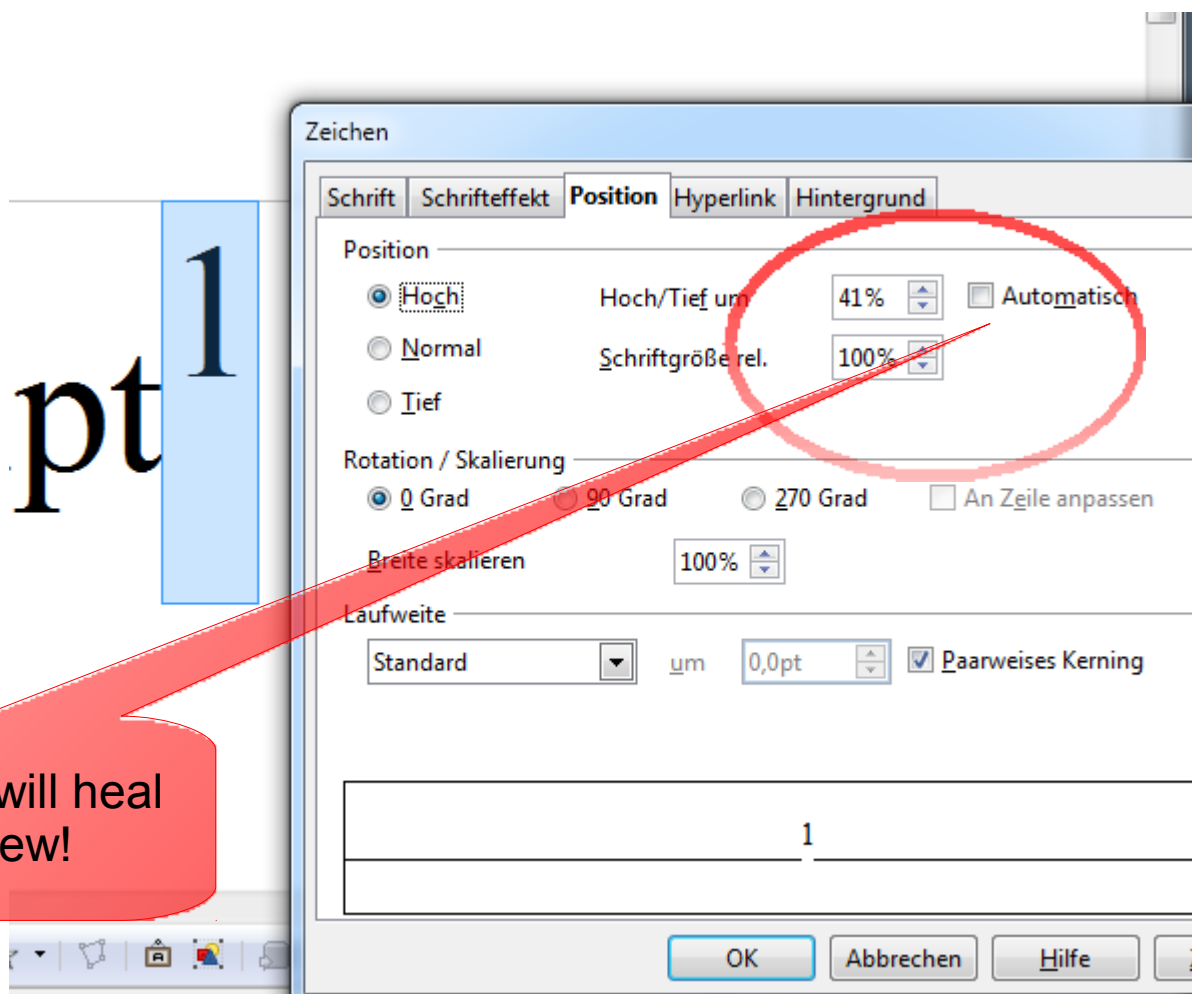 Zeichen
Schrift Schrifteffekt Position Hyperlink Hintergrund
Position
Hoch Hoch/Tief um 41% Automatisch
Normal Schriftgröße rel. 100%
Tief
Rotation / Skalierung
0 Grad 90 Grad 270 Grad An Zeile anpassen
Breite skalieren 100%
Laufweite
Standard um 0,0pt Paarweises Kerning
1
OK Abbrechen Hilfe
pt1
will heal
ew!